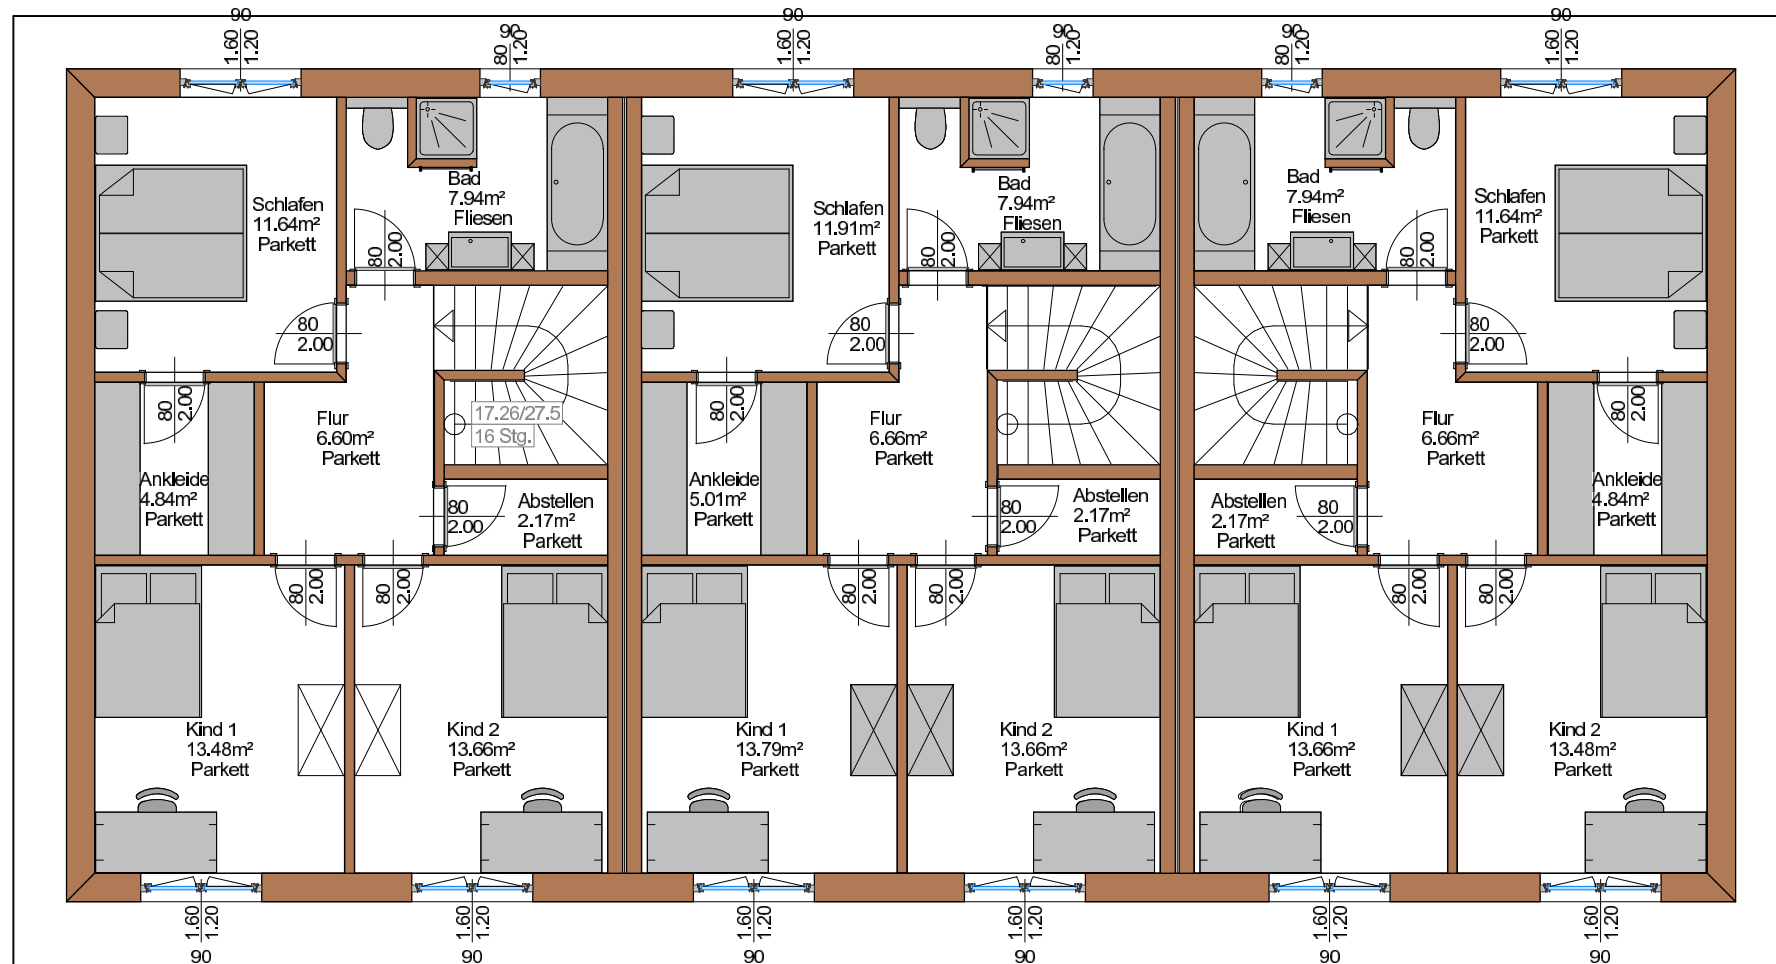 90
1.60
1.20
90
80
1.20
90
1.60
1.20
90
80
1.20
90
80
1.20
90
1.60
1.20
Schlafen
11.64m²
Parkett
Bad
7.94m²
Fliesen
80
2.00
80
2.00
80
2.00
Ankleide
4.84m²
Parkett
Flur
6.60m²
Parkett
17.26/27.5
16 Stg.
80
2.00
Abstellen
2.17m²
Parkett
80
2.00
80
2.00
Kind 1
13.48m²
Parkett
Kind 2
13.66m²
Parkett
1.60
1.20
90
1.60
1.20
90
Schlafen
11.91m²
Parkett
Bad
7.94m²
Fliesen
80
2.00
80
2.00
80
2.00
Ankleide
5.01m²
Parkett
Flur
6.66m²
Parkett
80
2.00
Abstellen
2.17m²
Parkett
80
2.00
80
2.00
Kind 1
13.79m²
Parkett
Kind 2
13.66m²
Parkett
1.60
1.20
90
1.60
1.20
90
Bad
7.94m²
Fliesen
Schlafen
11.64m²
Parkett
80
2.00
80
2.00
80
2.00
Flur
6.66m²
Parkett
Ankleide
4.84m²
Parkett
Abstellen
2.17m²
Parkett
80
2.00
80
2.00
80
2.00
Kind 1
13.66m²
Parkett
Kind 2
13.48m²
Parkett
1.60
1.20
90
1.60
1.20
90